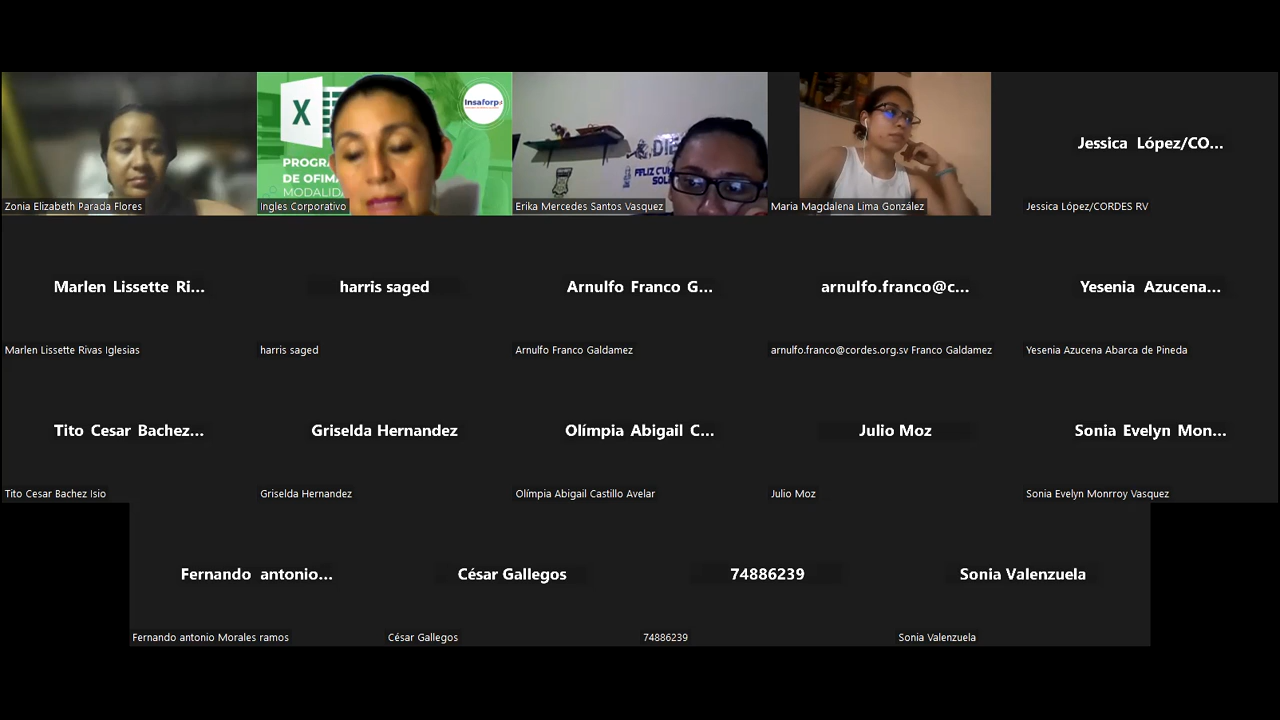 X
Insaforp
PROGRA
DE OFIMA
MODALIDA
FELIZ CUM
SOL
Zonia Elizabeth Parada Flores
Ingles Corporativo
Erika Mercedes Santos Vasquez
Maria Magdalena Lima González
Jessica López/CO...
Jessica López/CORDES RV
Marlen Lissette Ri...
harris saged
Arnulfo Franco G...
arnulfo.franco@c...
Yesenia Azucena...
Marlen Lissette Rivas Iglesias
harris saged
Arnulfo Franco Galdamez
arnulfo.franco@cordes.org.sv Franco Galdamez
Yesenia Azucena Abarca de Pineda
Tito Cesar Bachez...
Griselda Hernandez
Olímpia Abigail C...
Julio Moz
Sonia Evelyn Mon...
Tito Cesar Bachez Isio
Griselda Hernandez
Olímpia Abigail Castillo Avelar
Julio Moz
Sonia Evelyn Monrroy Vasquez
Fernando antonio...
César Gallegos
74886239
Sonia Valenzuela
Fernando antonio Morales ramos
César Gallegos
74886239
Sonia Valenzuela